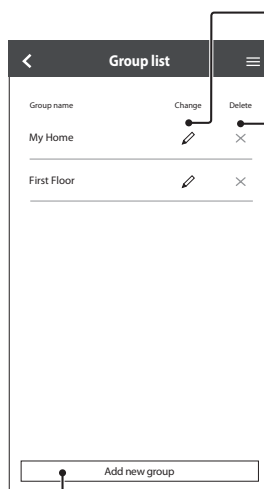 Group list
Group name Change Delete
My Home
First Floor
Add new group